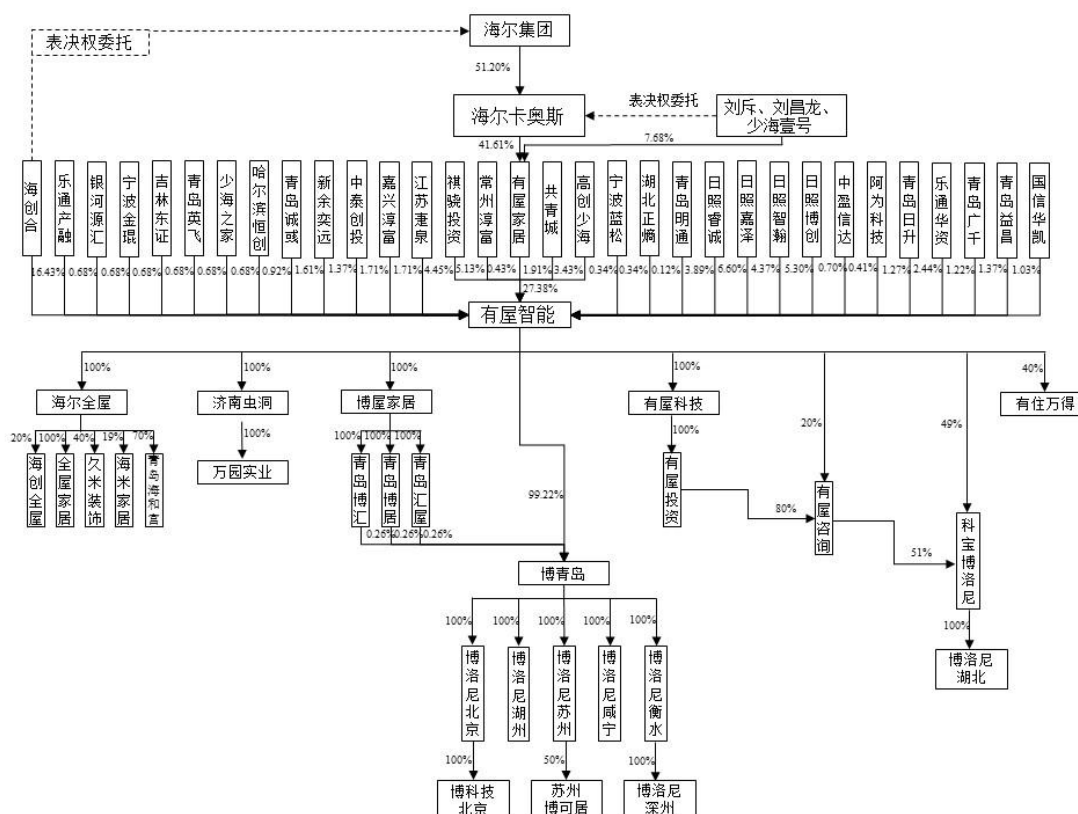 海尔集团
表决权委托
51.20%
海尔卡奥斯
表决权委托
刘斥、刘昌龙、
少海壹号
41.61%
7.68%
海创合
乐通产融
银河源汇
宁波金琨
吉林东证
青岛英飞
少海之家
哈尔滨恒创
青岛诚彧
新余奕远
中泰创投
嘉兴淳富
江苏疌泉
祺骁投资
常州淳富
有屋家居
共青城
高创少海
宁波蓝松
湖北正熵
青岛明通
日照睿诚
日照嘉泽
日照智瀚
日照博创
中盈信达
阿为科技
青岛日升
乐通华资
青岛广千
青岛益昌
国信华凯
16.43%
0.68%
0.68%
0.68%
0.68%
0.68%
0.68%
0.92%
1.61%
1.37%
1.71%
1.71%
4.45%
5.13%
0.43%
1.91%
3.43%
0.34%
0.34%
0.12%
3.89%
6.60%
4.37%
5.30%
0.70%
0.41%
1.27%
2.44%
1.22%
1.37%
1.03%
27.38%
有屋智能
100%
100%
100%
100%
20%
49%
40%
海尔全屋
济南虫洞
博屋家居
有屋科技
有住万得
20%
100%
40%
19%
70%
100%
100%
100%
100%
100%
海创全屋
全屋家居
久米装饰
海米家居
青岛海和宫
万园实业
青岛博汇
青岛博居
青岛汇屋
有屋投资
80%
有屋咨询
51%
科宝博洛尼
99.22%
0.26%
0.26%
0.26%
博青岛
100%
博洛尼
湖北
100%
100%
100%
100%
100%
博洛尼北京
博洛尼湖州
博洛尼苏州
博洛尼咸宁
博洛尼衡水
100%
50%
100%
博科技
北京
苏州
博可居
博洛尼
深州